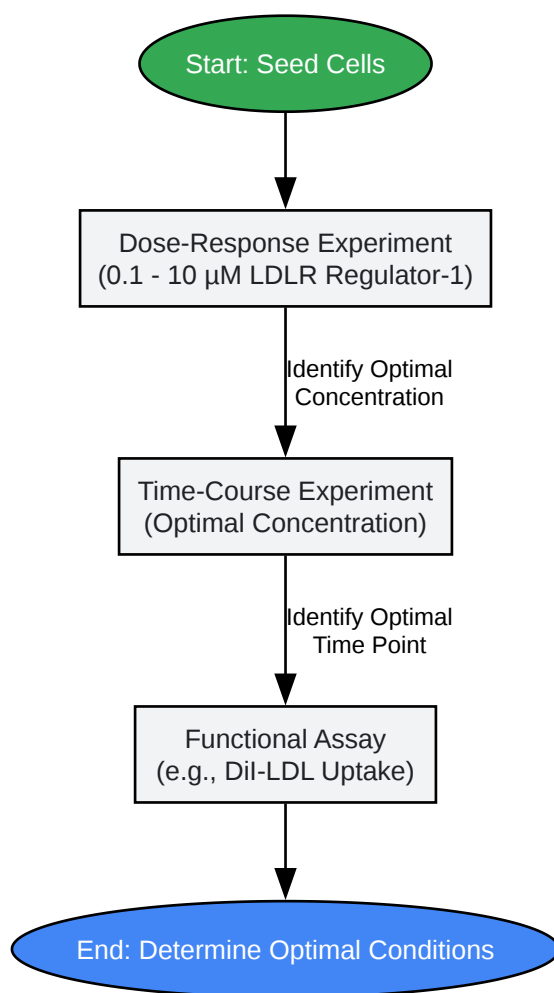 Start: Seed Cells
Dose-Response Experiment
(0.1 - 10 µM LDLR Regulator-1)
Identify Optimal
Concentration
Time-Course Experiment
(Optimal Concentration)
Identify Optimal
Time Point
Functional Assay
(e.g., DiI-LDL Uptake)
End: Determine Optimal Conditions